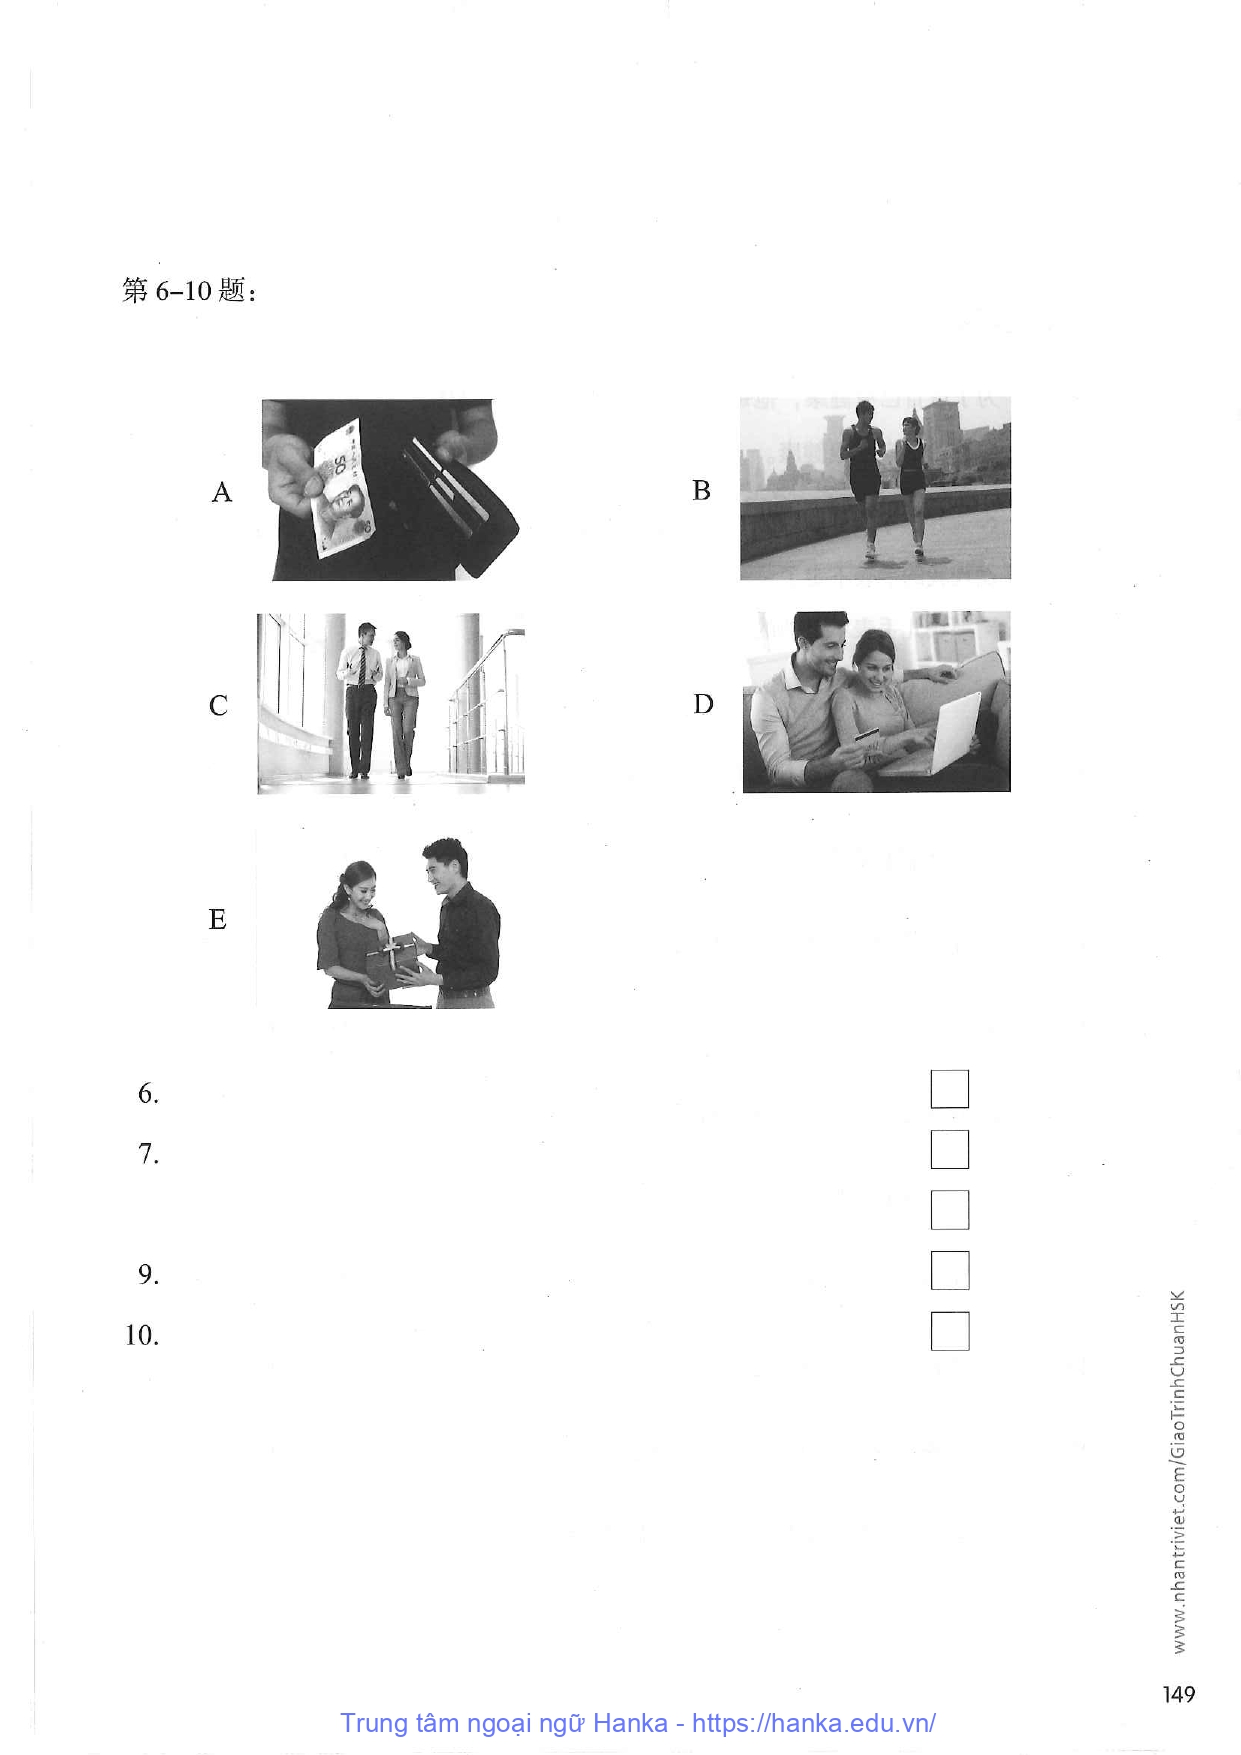 第 6–10 题：
A
B
C
D
E
6.
7.
9.
10.
www.nhantriviet.com/GiaoTrinhChuanHSK
149
Trung tâm ngoại ngữ Hanka - https://hanka.edu.vn/